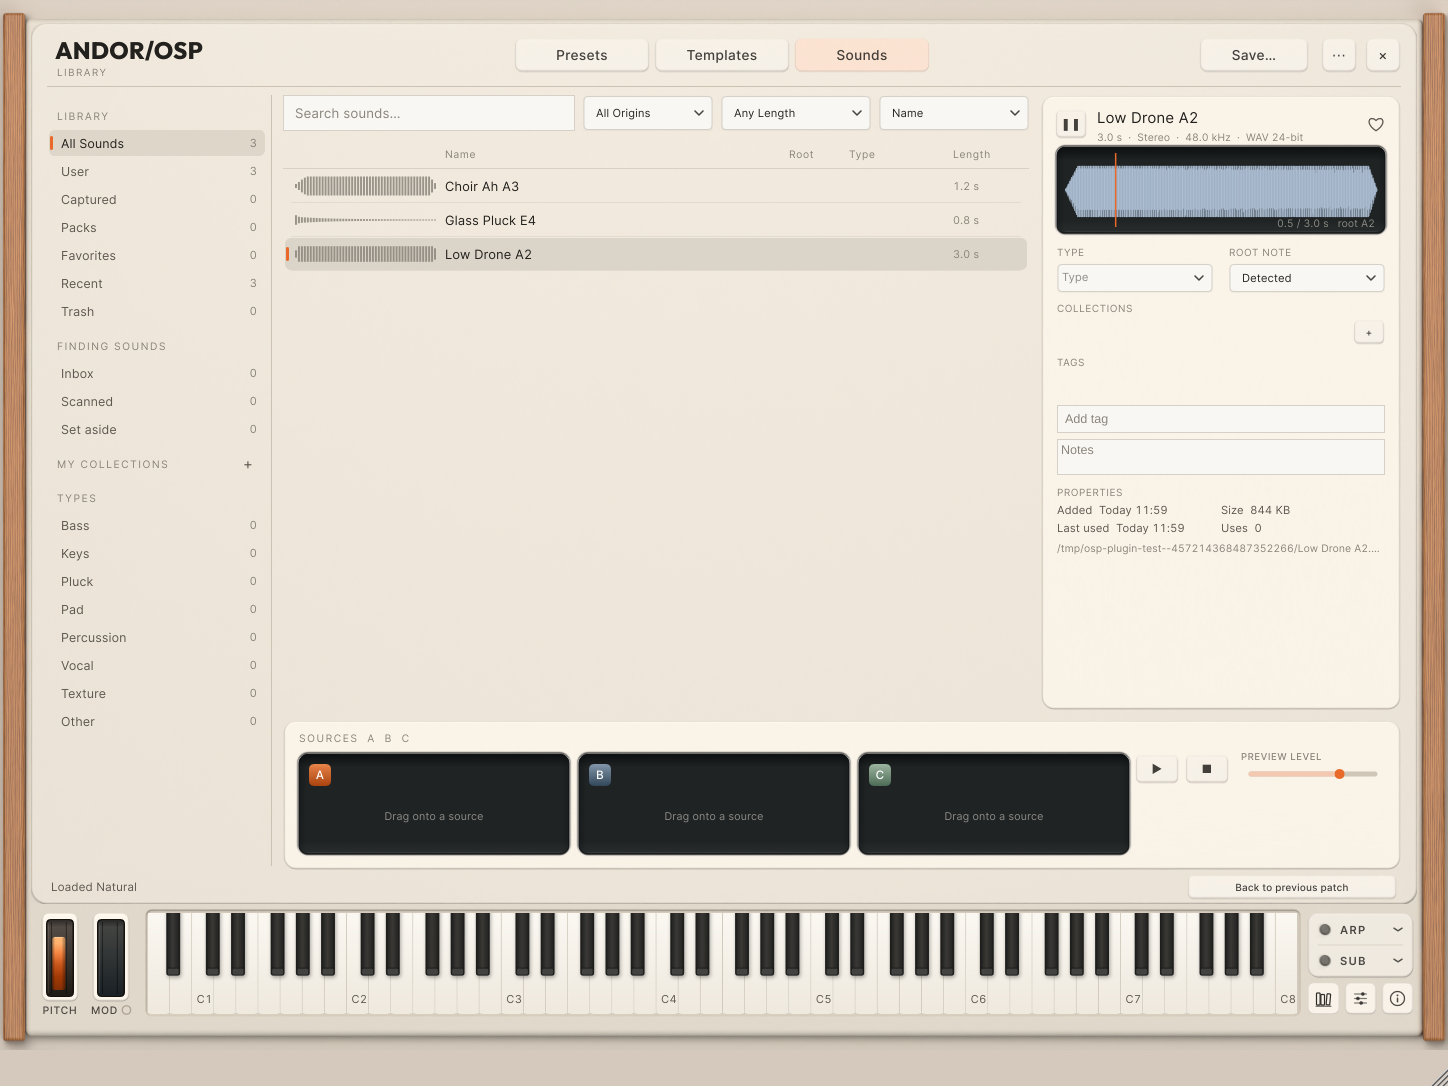 ANDOR/OSP
LIBRARY
Presets
Templates
Sounds
Save...
···
×
LIBRARY
All Sounds 3
User 3
Captured 0
Packs 0
Favorites 0
Recent 3
Trash 0
FINDING SOUNDS
Inbox 0
Scanned 0
Set aside 0
MY COLLECTIONS +
TYPES
Bass 0
Keys 0
Pluck 0
Pad 0
Percussion 0
Vocal 0
Texture 0
Other 0
Search sounds...
All Origins
Any Length
Name
Name Root Type Length
Choir Ah A3 1.2 s
Glass Pluck E4 0.8 s
Low Drone A2 3.0 s
Low Drone A2
3.0 s · Stereo · 48.0 kHz · WAV 24-bit
0.5 / 3.0 s root A2
TYPE ROOT NOTE
Type Detected
COLLECTIONS
+
TAGS
Add tag
Notes
PROPERTIES
Added Today 11:59 Size 844 KB
Last used Today 11:59 Uses 0
/tmp/osp-plugin-test--457214368487352266/Low Drone A2....
SOURCES A B C
A
Drag onto a source
B
Drag onto a source
C
Drag onto a source
PREVIEW LEVEL
Loaded Natural
Back to previous patch
PITCH
MOD
C1 C2 C3 C4 C5 C6 C7 C8
ARP
SUB